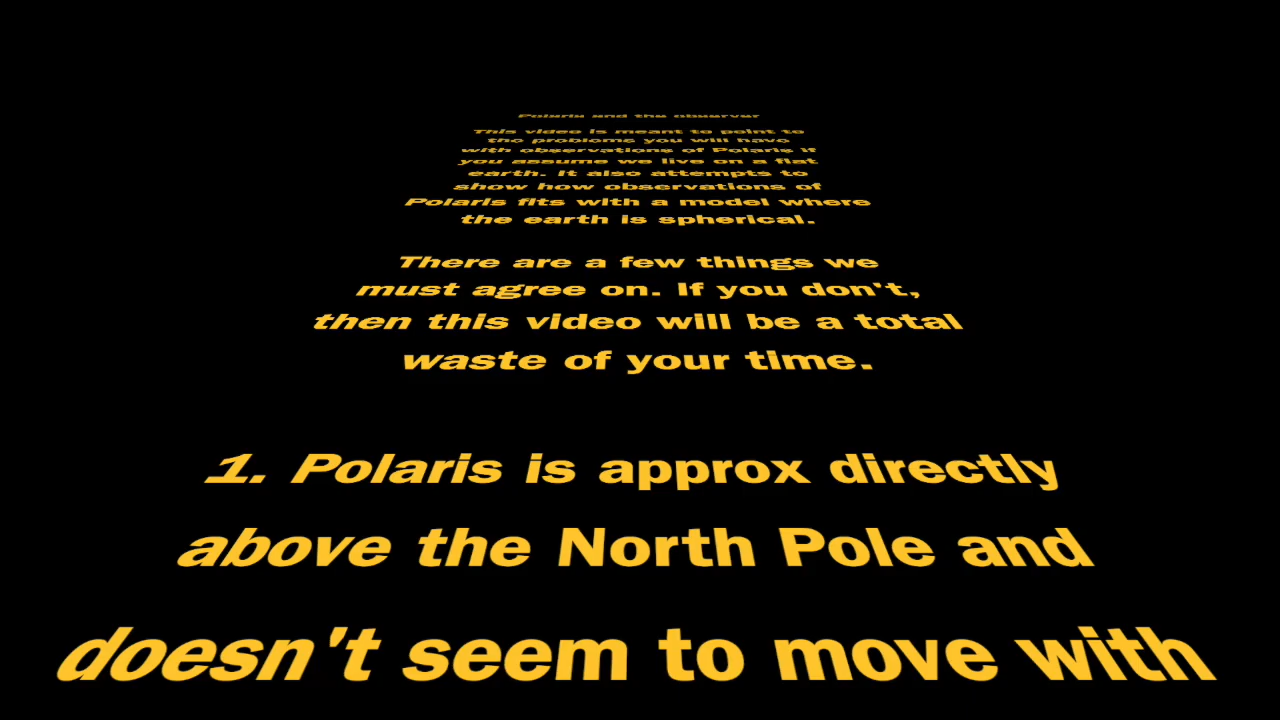 Polaris and the observer
This video is meant to point to
the problems you will have
with observations of Polaris if
you assume we live on a flat
earth. It also attempts to
show how observations of
Polaris fits with a model where
the earth is spherical.
There are a few things we
must agree on. If you don't,
then this video will be a total
waste of your time.
1. Polaris is approx directly
above the North Pole and
doesn't seem to move with